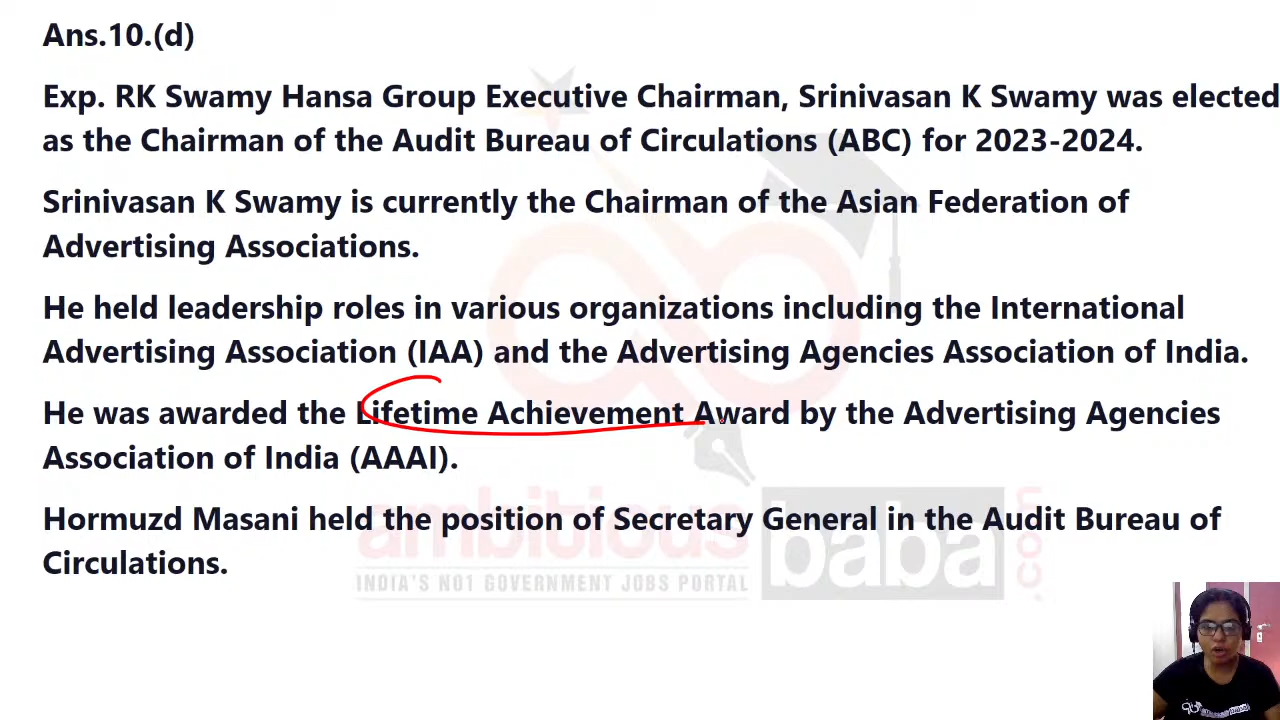 Ans.10.(d)
Exp. RK Swamy Hansa Group Executive Chairman, Srinivasan K Swamy was elected
as the Chairman of the Audit Bureau of Circulations (ABC) for 2023-2024.
Srinivasan K Swamy is currently the Chairman of the Asian Federation of
Advertising Associations.
He held leadership roles in various organizations including the International
Advertising Association (IAA) and the Advertising Agencies Association of India.
He was awarded the Lifetime Achievement Award by the Advertising Agencies
Association of India (AAAI).
Hormuzd Masani held the position of Secretary General in the Audit Bureau of
Circulations.
ambitious baba .com
INDIA'S NO1 GOVERNMENT JOBS PORTAL